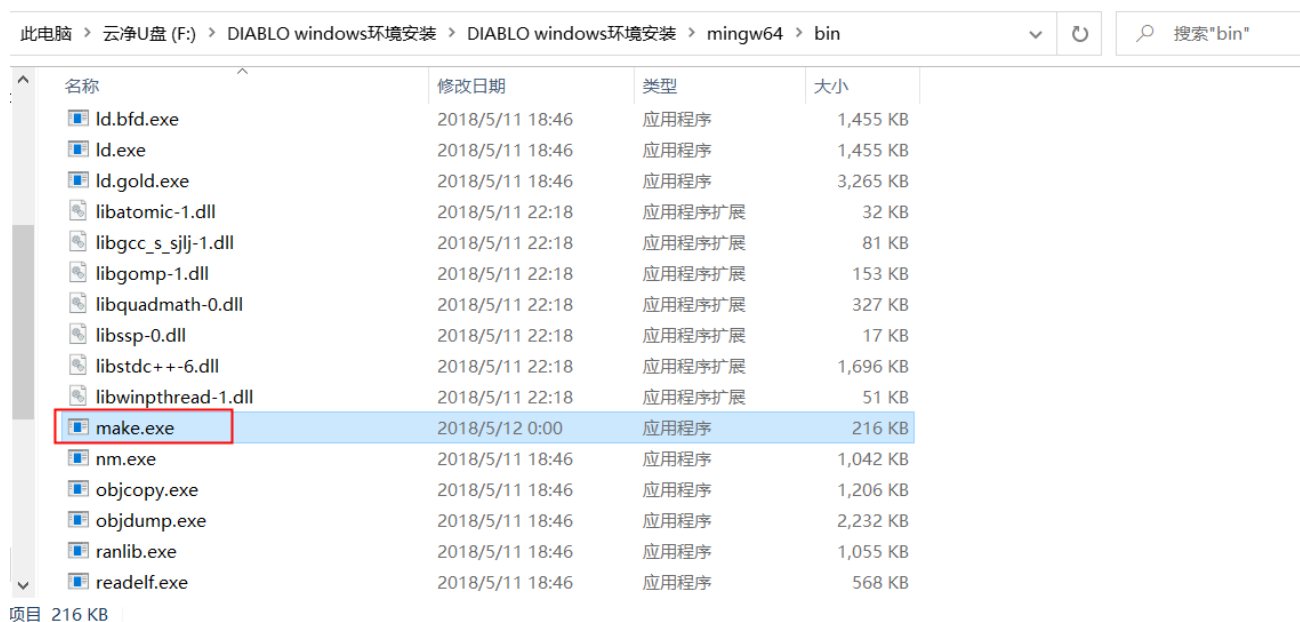 此电脑 > 云净U盘 (F:) > DIABLO windows环境安装 > DIABLO windows环境安装 > mingw64 > bin 搜索"bin"
名称 修改日期 类型 大小
ld.bfd.exe 2018/5/11 18:46 应用程序 1,455 KB
ld.exe 2018/5/11 18:46 应用程序 1,455 KB
ld.gold.exe 2018/5/11 18:46 应用程序 3,265 KB
libatomic-1.dll 2018/5/11 22:18 应用程序扩展 32 KB
libgcc_s_sjlj-1.dll 2018/5/11 22:18 应用程序扩展 81 KB
libgomp-1.dll 2018/5/11 22:18 应用程序扩展 153 KB
libquadmath-0.dll 2018/5/11 22:18 应用程序扩展 327 KB
libssp-0.dll 2018/5/11 22:18 应用程序扩展 17 KB
libstdc++-6.dll 2018/5/11 22:18 应用程序扩展 1,696 KB
libwinpthread-1.dll 2018/5/11 22:18 应用程序扩展 51 KB
make.exe 2018/5/12 0:00 应用程序 216 KB
nm.exe 2018/5/11 18:46 应用程序 1,042 KB
objcopy.exe 2018/5/11 18:46 应用程序 1,206 KB
objdump.exe 2018/5/11 18:46 应用程序 2,232 KB
ranlib.exe 2018/5/11 18:46 应用程序 1,055 KB
readelf.exe 2018/5/11 18:46 应用程序 568 KB
项目 216 KB